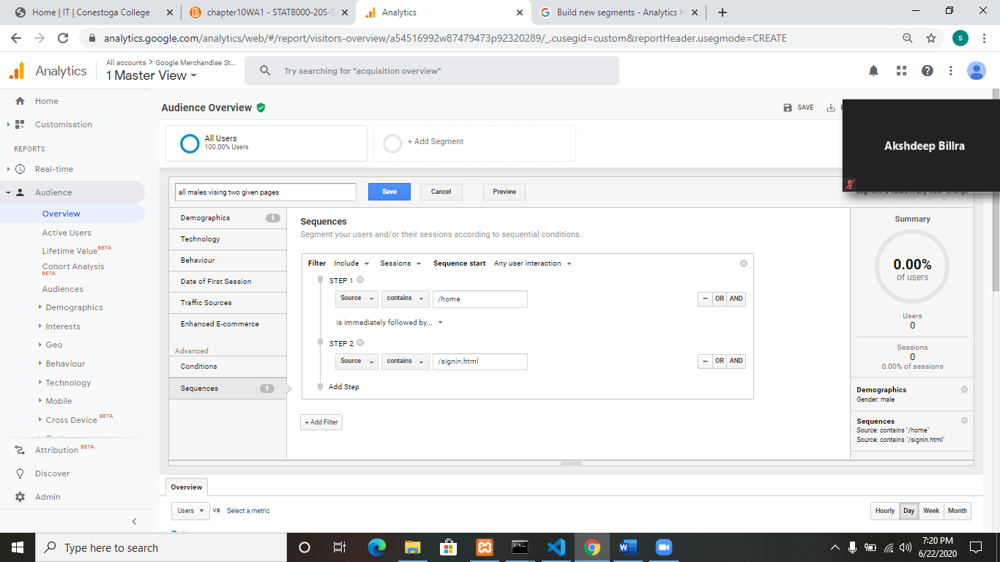 Home | IT | Conestoga College
chapter10WA1 - STAT8000-20S-S
Analytics
Build new segments - Analytics H
analytics.google.com/analytics/web/#/report/visitors-overview/a54516992w87479473p92320289/_.cusegid=custom&reportHeader.usegmode=CREATE
S
Analytics
All accounts > Google Merchandise St...
1 Master View
Try searching for "acquisition overview"
Home
Customisation
REPORTS
Real-time
Audience
Overview
Active Users
Lifetime Value BETA
Cohort Analysis
BETA
Audiences
Demographics
Interests
Geo
Behaviour
Technology
Mobile
Cross Device BETA
Attribution BETA
Discover
Admin
Audience Overview
SAVE
Akshdeep Billra
All Users
100.00% Users
+ Add Segment
all males vising two given pages
Save
Cancel
Preview
Segment is visible in any View Change
Demographics 1
Technology
Behaviour
Date of First Session
Traffic Sources
Enhanced E-commerce
Advanced
Conditions
Sequences 1
Sequences
Segment your users and/or their sessions according to sequential conditions.
Filter Include Sessions Sequence start Any user interaction
STEP 1
Source contains /home
− OR AND
is immediately followed by...
STEP 2
Source contains /signin.html
− OR AND
Add Step
+ Add Filter
Summary
0.00%
of users
Users
0
Sessions
0
0.00% of sessions
Demographics
Gender: male
Sequences
Source: contains "/home"
Source: contains "/signin.html"
Overview
Users VS Select a metric
Hourly Day Week Month
Type here to search
7:20 PM
6/22/2020